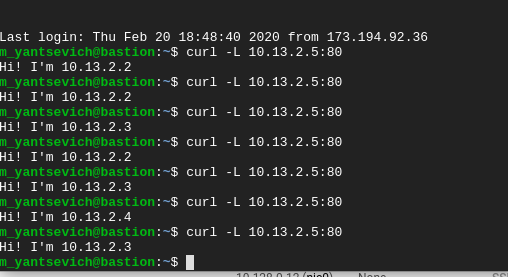 Last login: Thu Feb 20 18:48:40 2020 from 173.194.92.36
m_yantsevich@bastion:~$ curl -L 10.13.2.5:80
Hi! I'm 10.13.2.2
m_yantsevich@bastion:~$ curl -L 10.13.2.5:80
Hi! I'm 10.13.2.2
m_yantsevich@bastion:~$ curl -L 10.13.2.5:80
Hi! I'm 10.13.2.3
m_yantsevich@bastion:~$ curl -L 10.13.2.5:80
Hi! I'm 10.13.2.2
m_yantsevich@bastion:~$ curl -L 10.13.2.5:80
Hi! I'm 10.13.2.3
m_yantsevich@bastion:~$ curl -L 10.13.2.5:80
Hi! I'm 10.13.2.4
m_yantsevich@bastion:~$ curl -L 10.13.2.5:80
Hi! I'm 10.13.2.3
m_yantsevich@bastion:~$
(nic0) None